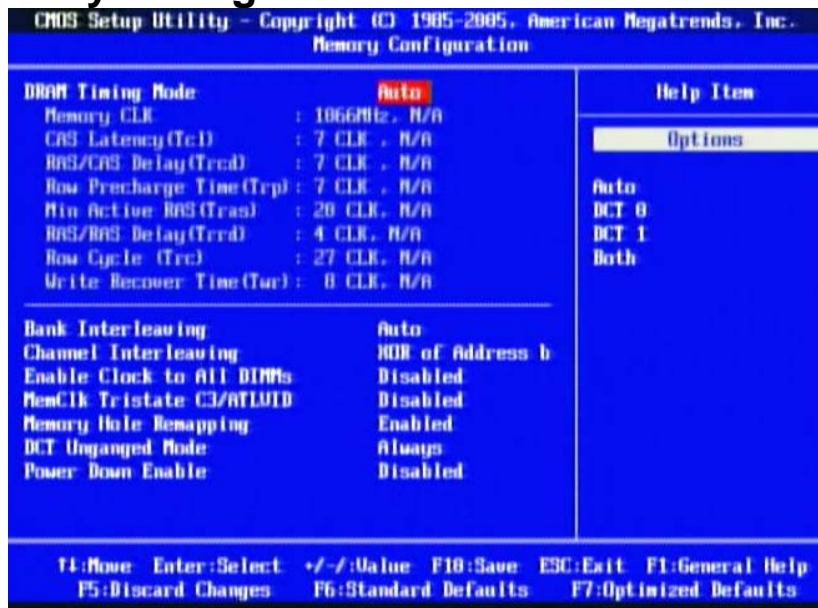 CMOS Setup Utility - Copyright (C) 1985-2005, American Megatrends, Inc.
Memory Configuration
DRAM Timing Mode Auto
Memory CLK : 1066MHz, N/A
CAS Latency(Tcl) : 7 CLK , N/A
RAS/CAS Delay(Trcd) : 7 CLK , N/A
Row Precharge Time(Trp) : 7 CLK , N/A
Min Active RAS(Tras) : 20 CLK, N/A
RAS/RAS Delay(Trrd) : 4 CLK, N/A
Row Cycle (Trc) : 27 CLK, N/A
Write Recover Time(Twr) : 8 CLK, N/A
Bank Interleaving Auto
Channel Interleaving XOR of Address b
Enable Clock to All DIMMs Disabled
MemClk Tristate C3/ATLVID Disabled
Memory Hole Remapping Enabled
DCT Unganged Mode Always
Power Down Enable Disabled
Help Item
Options
Auto
DCT 0
DCT 1
Both
↑↓:Move Enter:Select +/-/:Value F10:Save ESC:Exit F1:General Help
F5:Discard Changes F6:Standard Defaults F7:Optimized Defaults